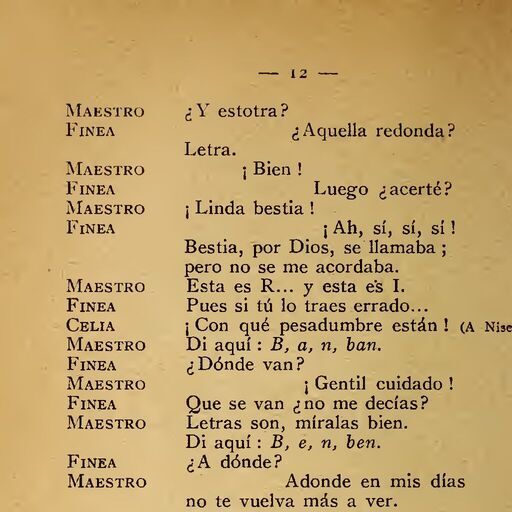 — 12 —
MAESTRO ¿Y estotra?
FINEA ¿Aquella redonda?
Letra.
MAESTRO ¡Bien!
FINEA Luego ¿acerté?
MAESTRO ¡Linda bestia!
FINEA ¡Ah, sí, sí, sí!
Bestia, por Dios, se llamaba;
pero no se me acordaba.
MAESTRO Esta es R... y esta es I.
FINEA Pues si tú lo traes errado...
CELIA ¡Con qué pesadumbre están! (A Nise
MAESTRO Di aquí: B, a, n, ban.
FINEA ¿Dónde van?
MAESTRO ¡Gentil cuidado!
FINEA Que se van ¿no me decías?
MAESTRO Letras son, míralas bien.
Di aquí: B, e, n, ben.
FINEA ¿A dónde?
MAESTRO Adonde en mis días
no te vuelva más a ver.